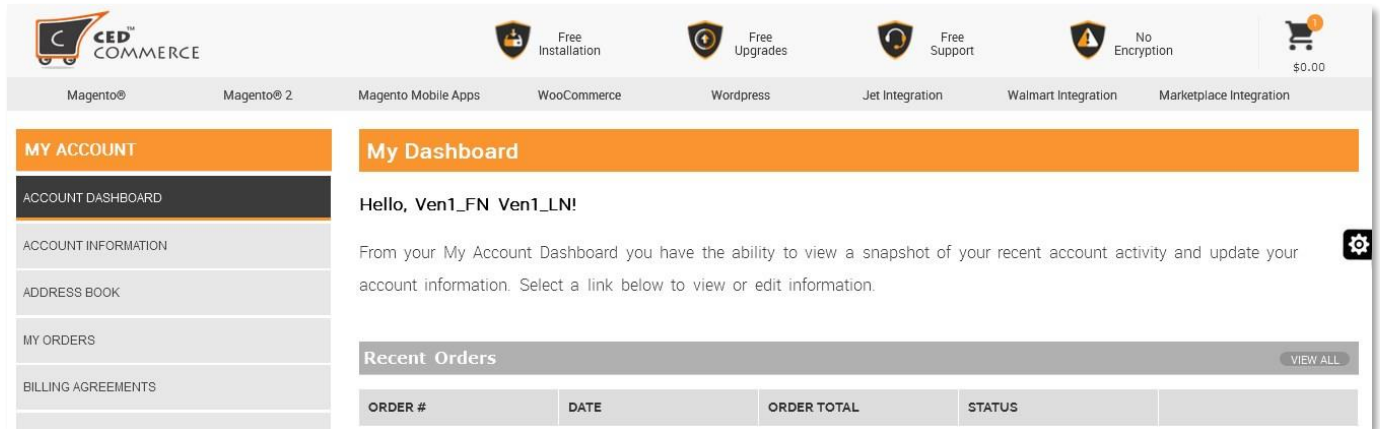 CED™
COMMERCE
Free
Installation
Free
Upgrades
Free
Support
No
Encryption
1
$0.00
Magento® Magento® 2 Magento Mobile Apps WooCommerce Wordpress Jet Integration Walmart Integration Marketplace Integration
MY ACCOUNT
ACCOUNT DASHBOARD
ACCOUNT INFORMATION
ADDRESS BOOK
MY ORDERS
BILLING AGREEMENTS
My Dashboard
Hello, Ven1_FN Ven1_LN!
From your My Account Dashboard you have the ability to view a snapshot of your recent account activity and update your
account information. Select a link below to view or edit information.
Recent Orders VIEW ALL
ORDER # DATE ORDER TOTAL STATUS